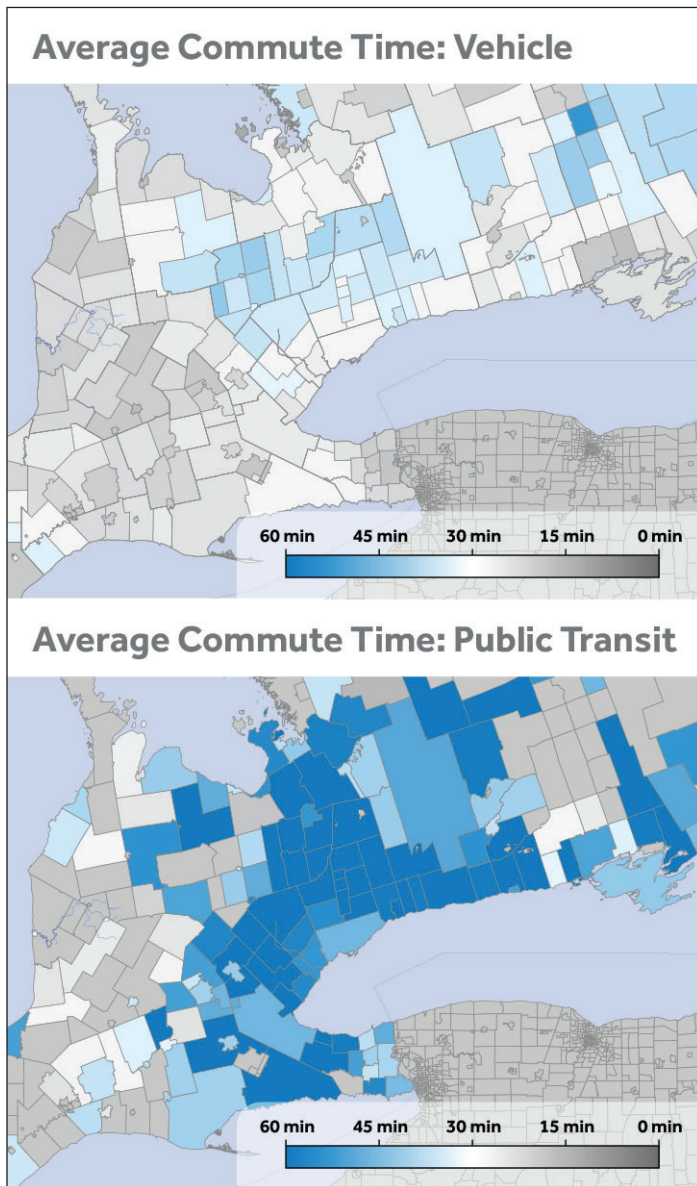 Average Commute Time: Vehicle
60 min 45 min 30 min 15 min 0 min
Average Commute Time: Public Transit
60 min 45 min 30 min 15 min 0 min